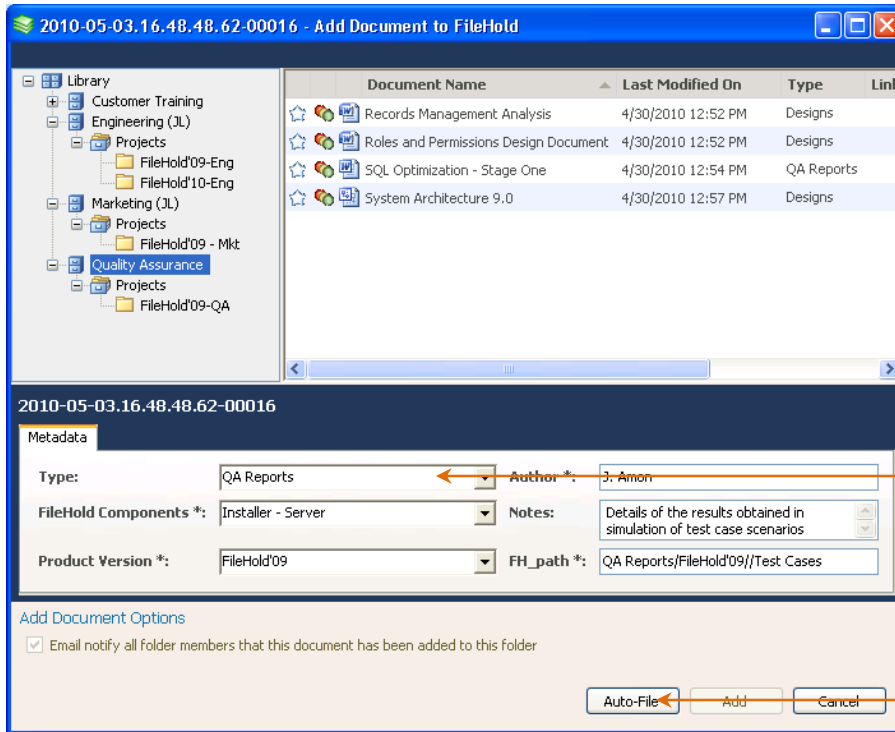 2010-05-03.16.48.48.62-00016 - Add Document to FileHold
Library
Customer Training
Engineering (JL)
Projects
FileHold'09-Eng
FileHold'10-Eng
Marketing (JL)
Projects
FileHold'09 - Mkt
Quality Assurance
Projects
FileHold'09-QA
Document Name Last Modified On Type Linl
Records Management Analysis 4/30/2010 12:52 PM Designs
Roles and Permissions Design Document 4/30/2010 12:52 PM Designs
SQL Optimization - Stage One 4/30/2010 12:54 PM QA Reports
System Architecture 9.0 4/30/2010 12:57 PM Designs
2010-05-03.16.48.48.62-00016
Metadata
Type: QA Reports Author *: J. Amon
FileHold Components *: Installer - Server Notes: Details of the results obtained in
simulation of test case scenarios
Product Version *: FileHold'09 FH_path *: QA Reports/FileHold'09//Test Cases
Add Document Options
Email notify all folder members that this document has been added to this folder
Auto-File Add Cancel